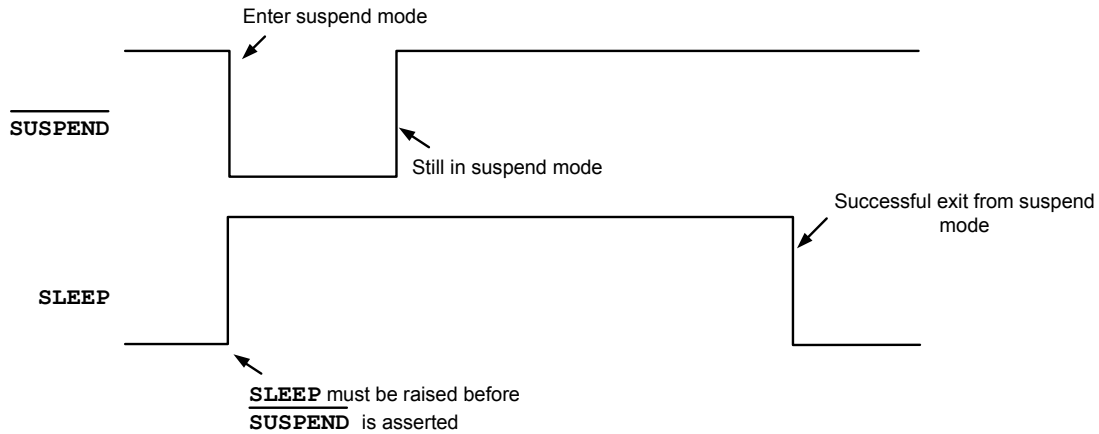 Enter suspend mode
SUSPEND
Still in suspend mode
Successful exit from suspend
mode
SLEEP
SLEEP must be raised before
SUSPEND is asserted